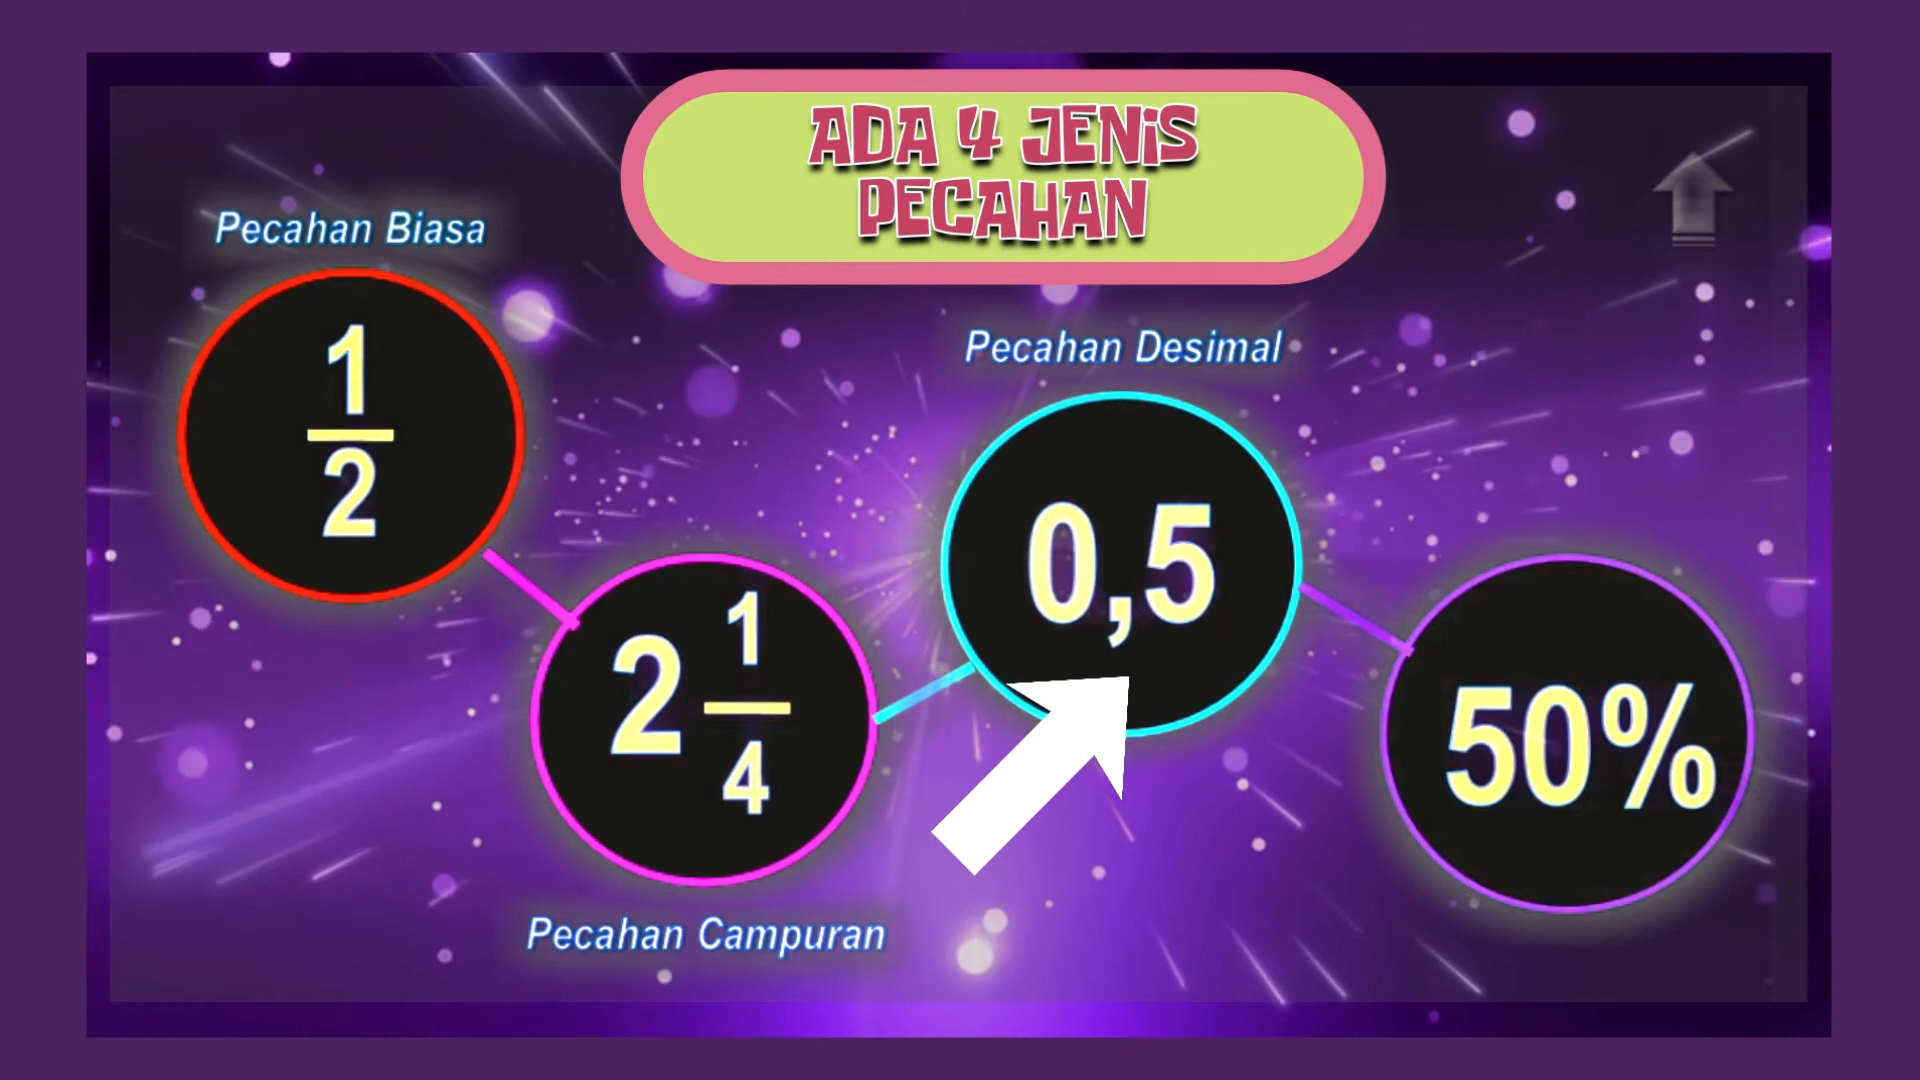 ADA 4 JENIS
PECAHAN
Pecahan Biasa
1
2
2 1
4
Pecahan Campuran
Pecahan Desimal
0,5
50%